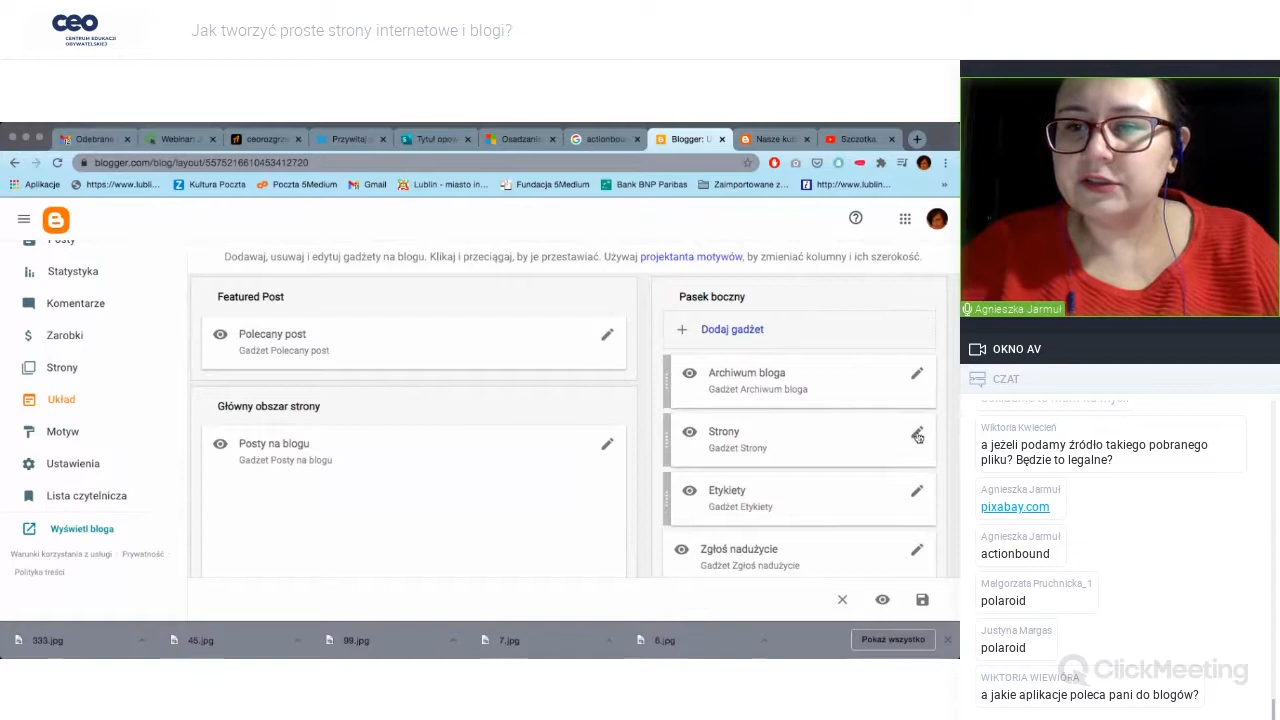 ceo
CENTRUM EDUKACJI
OBYWATELSKIEJ
Jak tworzyć proste strony internetowe i blogi?
Odebrane
Webinar: J
ceorozgrzew
Przywitaj s
Tytuł opow
Osadzanie
actionbou
Blogger: U
Nasze kub
Szczotka,
blogger.com/blog/layout/5575216610453412720
Aplikacje
https://www.lubli...
Kultura Poczta
Poczta 5Medium
Gmail
Lublin - miasto in...
Fundacja 5Medium
Bank BNP Paribas
Zaimportowane z...
http://www.lublin...
»
Posty
Statystyka
Komentarze
Zarobki
Strony
Układ
Motyw
Ustawienia
Lista czytelnicza
Wyświetl bloga
Warunki korzystania z usługi · Prywatność ·
Polityka treści
Dodawaj, usuwaj i edytuj gadżety na blogu. Klikaj i przeciągaj, by je przestawiać. Używaj projektanta motywów, by zmieniać kolumny i ich szerokość.
Featured Post
Polecany post
Gadżet Polecany post
Główny obszar strony
Posty na blogu
Gadżet Posty na blogu
Pasek boczny
Dodaj gadżet
Archiwum bloga
Gadżet Archiwum bloga
Strony
Gadżet Strony
Etykiety
Gadżet Etykiety
Zgłoś nadużycie
Gadżet Zgłoś nadużycie
333.jpg
45.jpg
99.jpg
7.jpg
6.jpg
Pokaż wszystko
Agnieszka Jarmuł
OKNO AV
CZAT
Wiktoria Kwiecień
a jeżeli podamy źródło takiego pobranego
pliku? Będzie to legalne?
Agnieszka Jarmuł
pixabay.com
Agnieszka Jarmuł
actionbound
Małgorzata Pruchnicka_1
polaroid
Justyna Margas
polaroid
ClickMeeting
WIKTORIA WIEWIÓRA
a jakie aplikacje poleca pani do blogów?